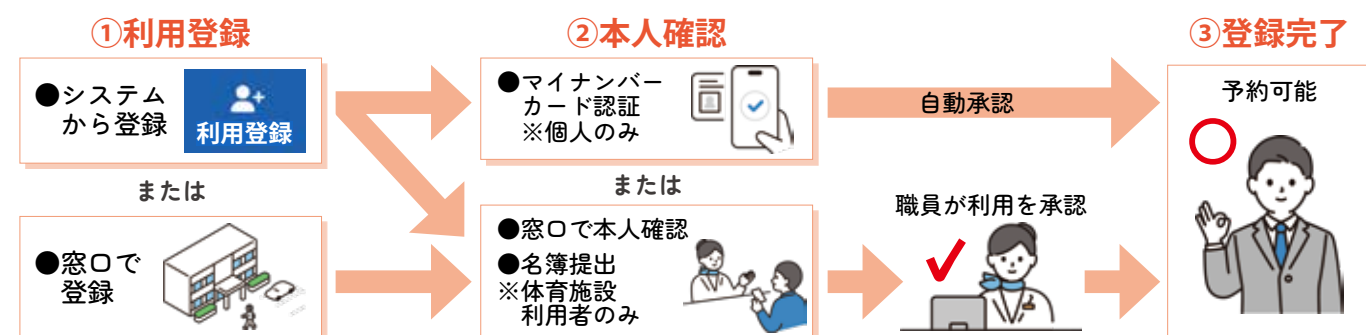 ①利用登録
●システム
から登録
利用登録
または
●窓口で
登録
②本人確認
●マイナンバー
カード認証
※個人のみ
または
●窓口で本人確認
●名簿提出
※体育施設
利用者のみ
自動承認
職員が利用を承認
③登録完了
予約可能